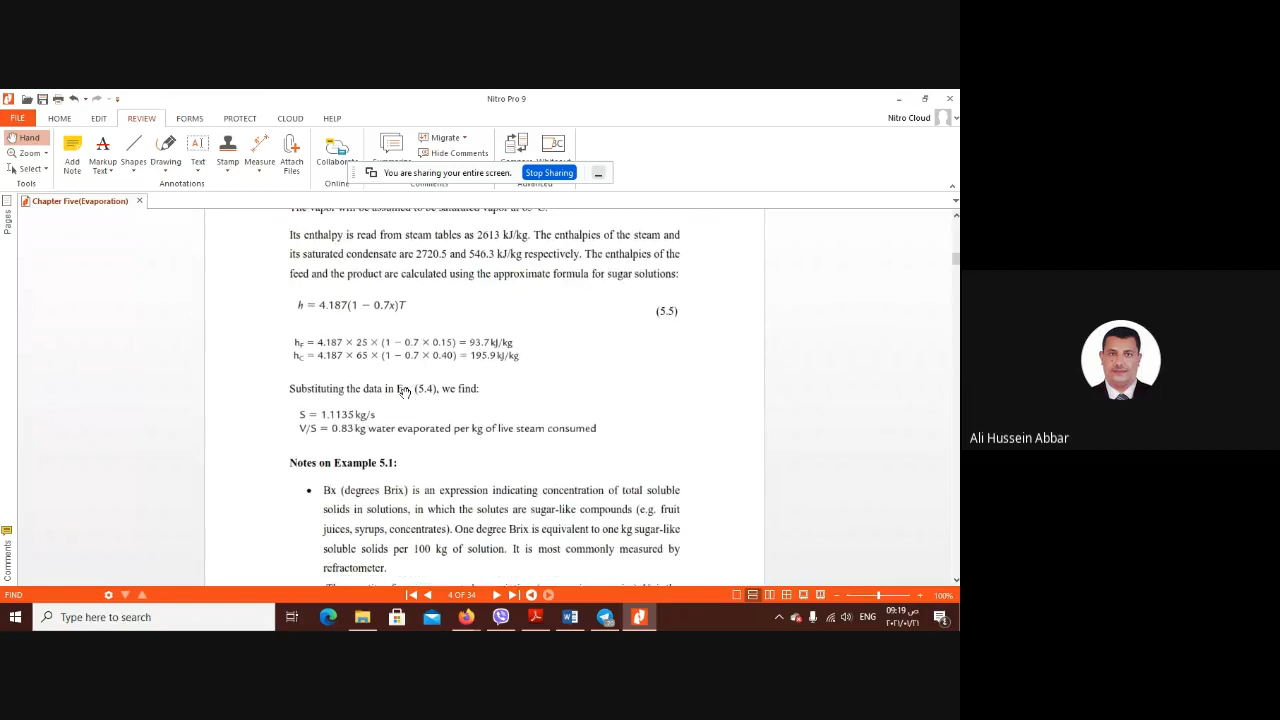 Nitro Pro 9
FILE HOME EDIT REVIEW FORMS PROTECT CLOUD HELP
Nitro Cloud
Hand
Zoom
Select
Tools
Add Note
Markup Text
Shapes
Drawing
Text
Stamp
Measure
Attach Files
Annotations
Collaborate
Online
Migrate
Hide Comments
You are sharing your entire screen. Stop Sharing
Chapter Five(Evaporation)
Pages
Its enthalpy is read from steam tables as 2613 kJ/kg. The enthalpies of the steam and
its saturated condensate are 2720.5 and 546.3 kJ/kg respectively. The enthalpies of the
feed and the product are calculated using the approximate formula for sugar solutions:
h = 4.187(1 − 0.7x)T
(5.5)
hF = 4.187 × 25 × (1 − 0.7 × 0.15) = 93.7 kJ/kg
hC = 4.187 × 65 × (1 − 0.7 × 0.40) = 195.9 kJ/kg
Substituting the data in (5.4), we find:
S = 1.1135 kg/s
V/S = 0.83 kg water evaporated per kg of live steam consumed
Notes on Example 5.1:
• Bx (degrees Brix) is an expression indicating concentration of total soluble
solids in solutions, in which the solutes are sugar-like compounds (e.g. fruit
juices, syrups, concentrates). One degree Brix is equivalent to one kg sugar-like
soluble solids per 100 kg of solution. It is most commonly measured by
refractometer.
Comments
Ali Hussein Abbar
FIND
4 OF 34
100%
Type here to search
ENG
09:19 ص